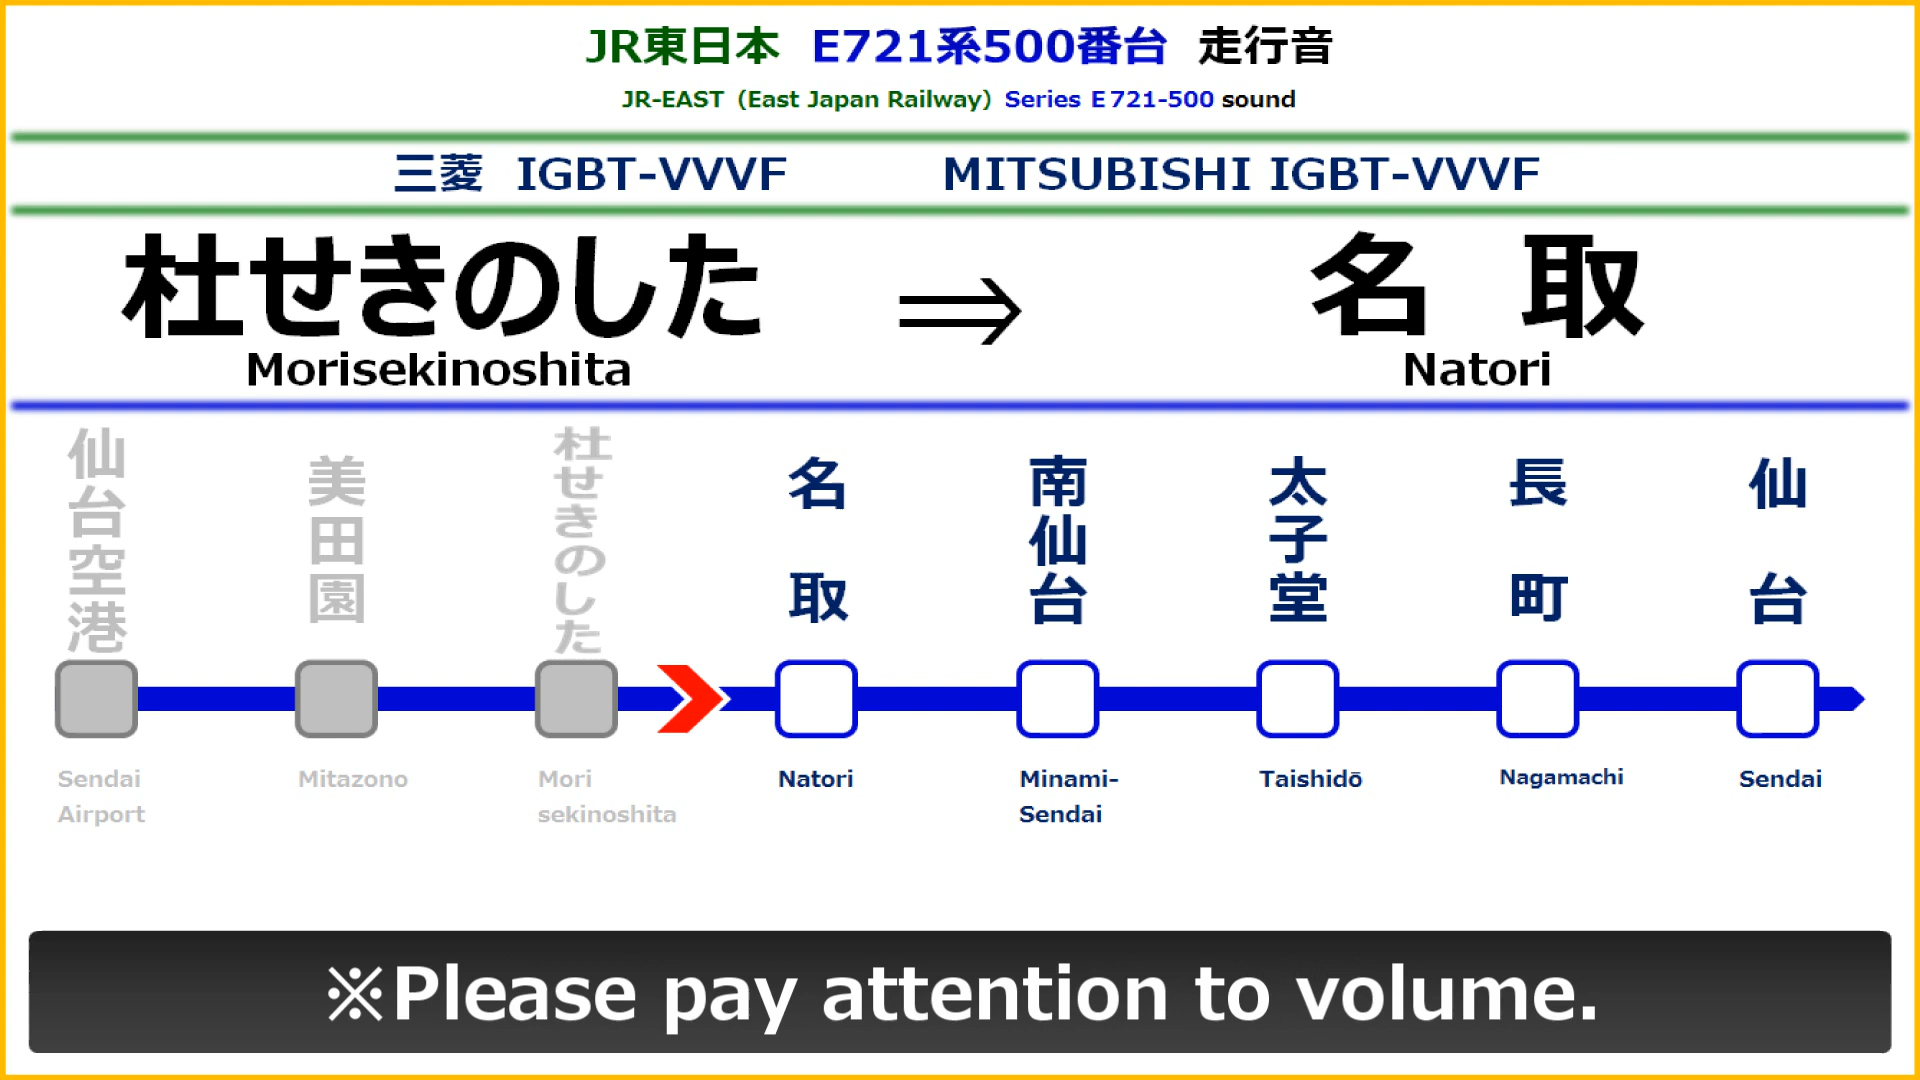 JR東日本 E721系500番台 走行音
JR-EAST（East Japan Railway）Series E721-500 sound
三菱 IGBT-VVVF MITSUBISHI IGBT-VVVF
杜せきのした ⇒ 名取
Morisekinoshita Natori
仙台空港
美田園
杜せきのした
名取
南仙台
太子堂
長町
仙台
Sendai Airport
Mitazono
Mori sekinoshita
Natori
Minami-Sendai
Taishidō
Nagamachi
Sendai
※Please pay attention to volume.